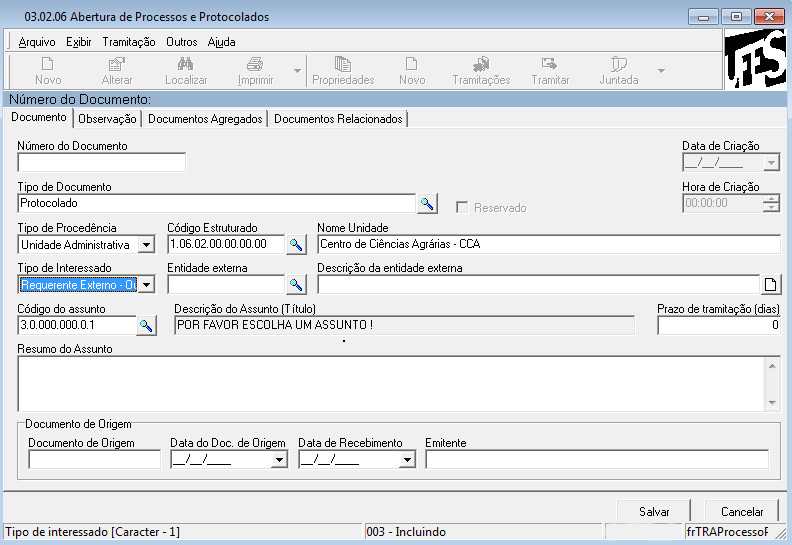 03.02.06 Abertura de Processos e Protocolados
Arquivo Exibir Tramitação Outros Ajuda
Novo Alterar Localizar Imprimir Propriedades Novo Tramitações Tramitar Juntada
Número do Documento:
Documento Observação Documentos Agregados Documentos Relacionados
Número do Documento Data de Criação
__/__/____
Tipo de Documento Hora de Criação
Protocolado Reservado 00:00:00
Tipo de Procedência Código Estruturado Nome Unidade
Unidade Administrativa 1.06.02.00.00.00.00 Centro de Ciências Agrárias - CCA
Tipo de Interessado Entidade externa Descrição da entidade externa
Requerente Externo - Ou
Código do assunto Descrição do Assunto (Título) Prazo de tramitação (dias)
3.0.000.000.0.1 POR FAVOR ESCOLHA UM ASSUNTO ! 0
Resumo do Assunto
Documento de Origem
Documento de Origem Data do Doc. de Origem Data de Recebimento Emitente
__/__/____ __/__/____
Salvar Cancelar
Tipo de interessado [Caracter - 1] 003 - Incluindo frTRAProcessoF